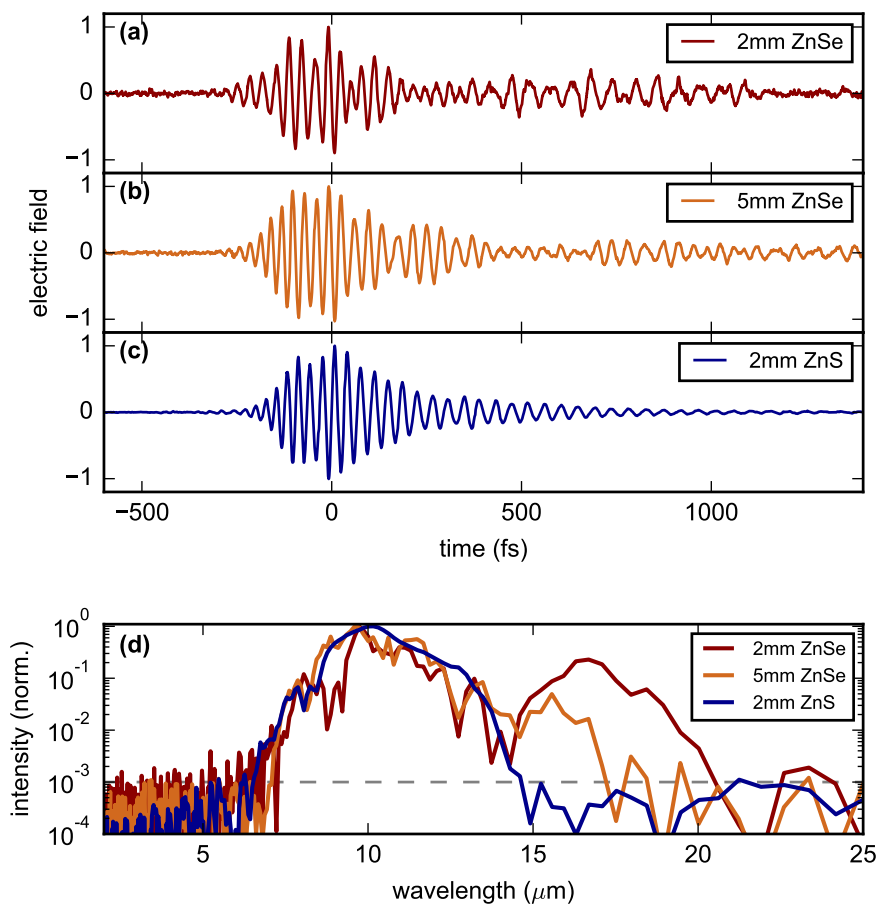 (a)
2mm ZnSe
1
0
−1
(b)
5mm ZnSe
1
0
−1
electric field
(c)
2mm ZnS
1
0
−1
−500 0 500 1000
time (fs)
(d)
2mm ZnSe
5mm ZnSe
2mm ZnS
10^0
10^-1
10^-2
10^-3
10^-4
intensity (norm.)
5 10 15 20 25
wavelength (μm)